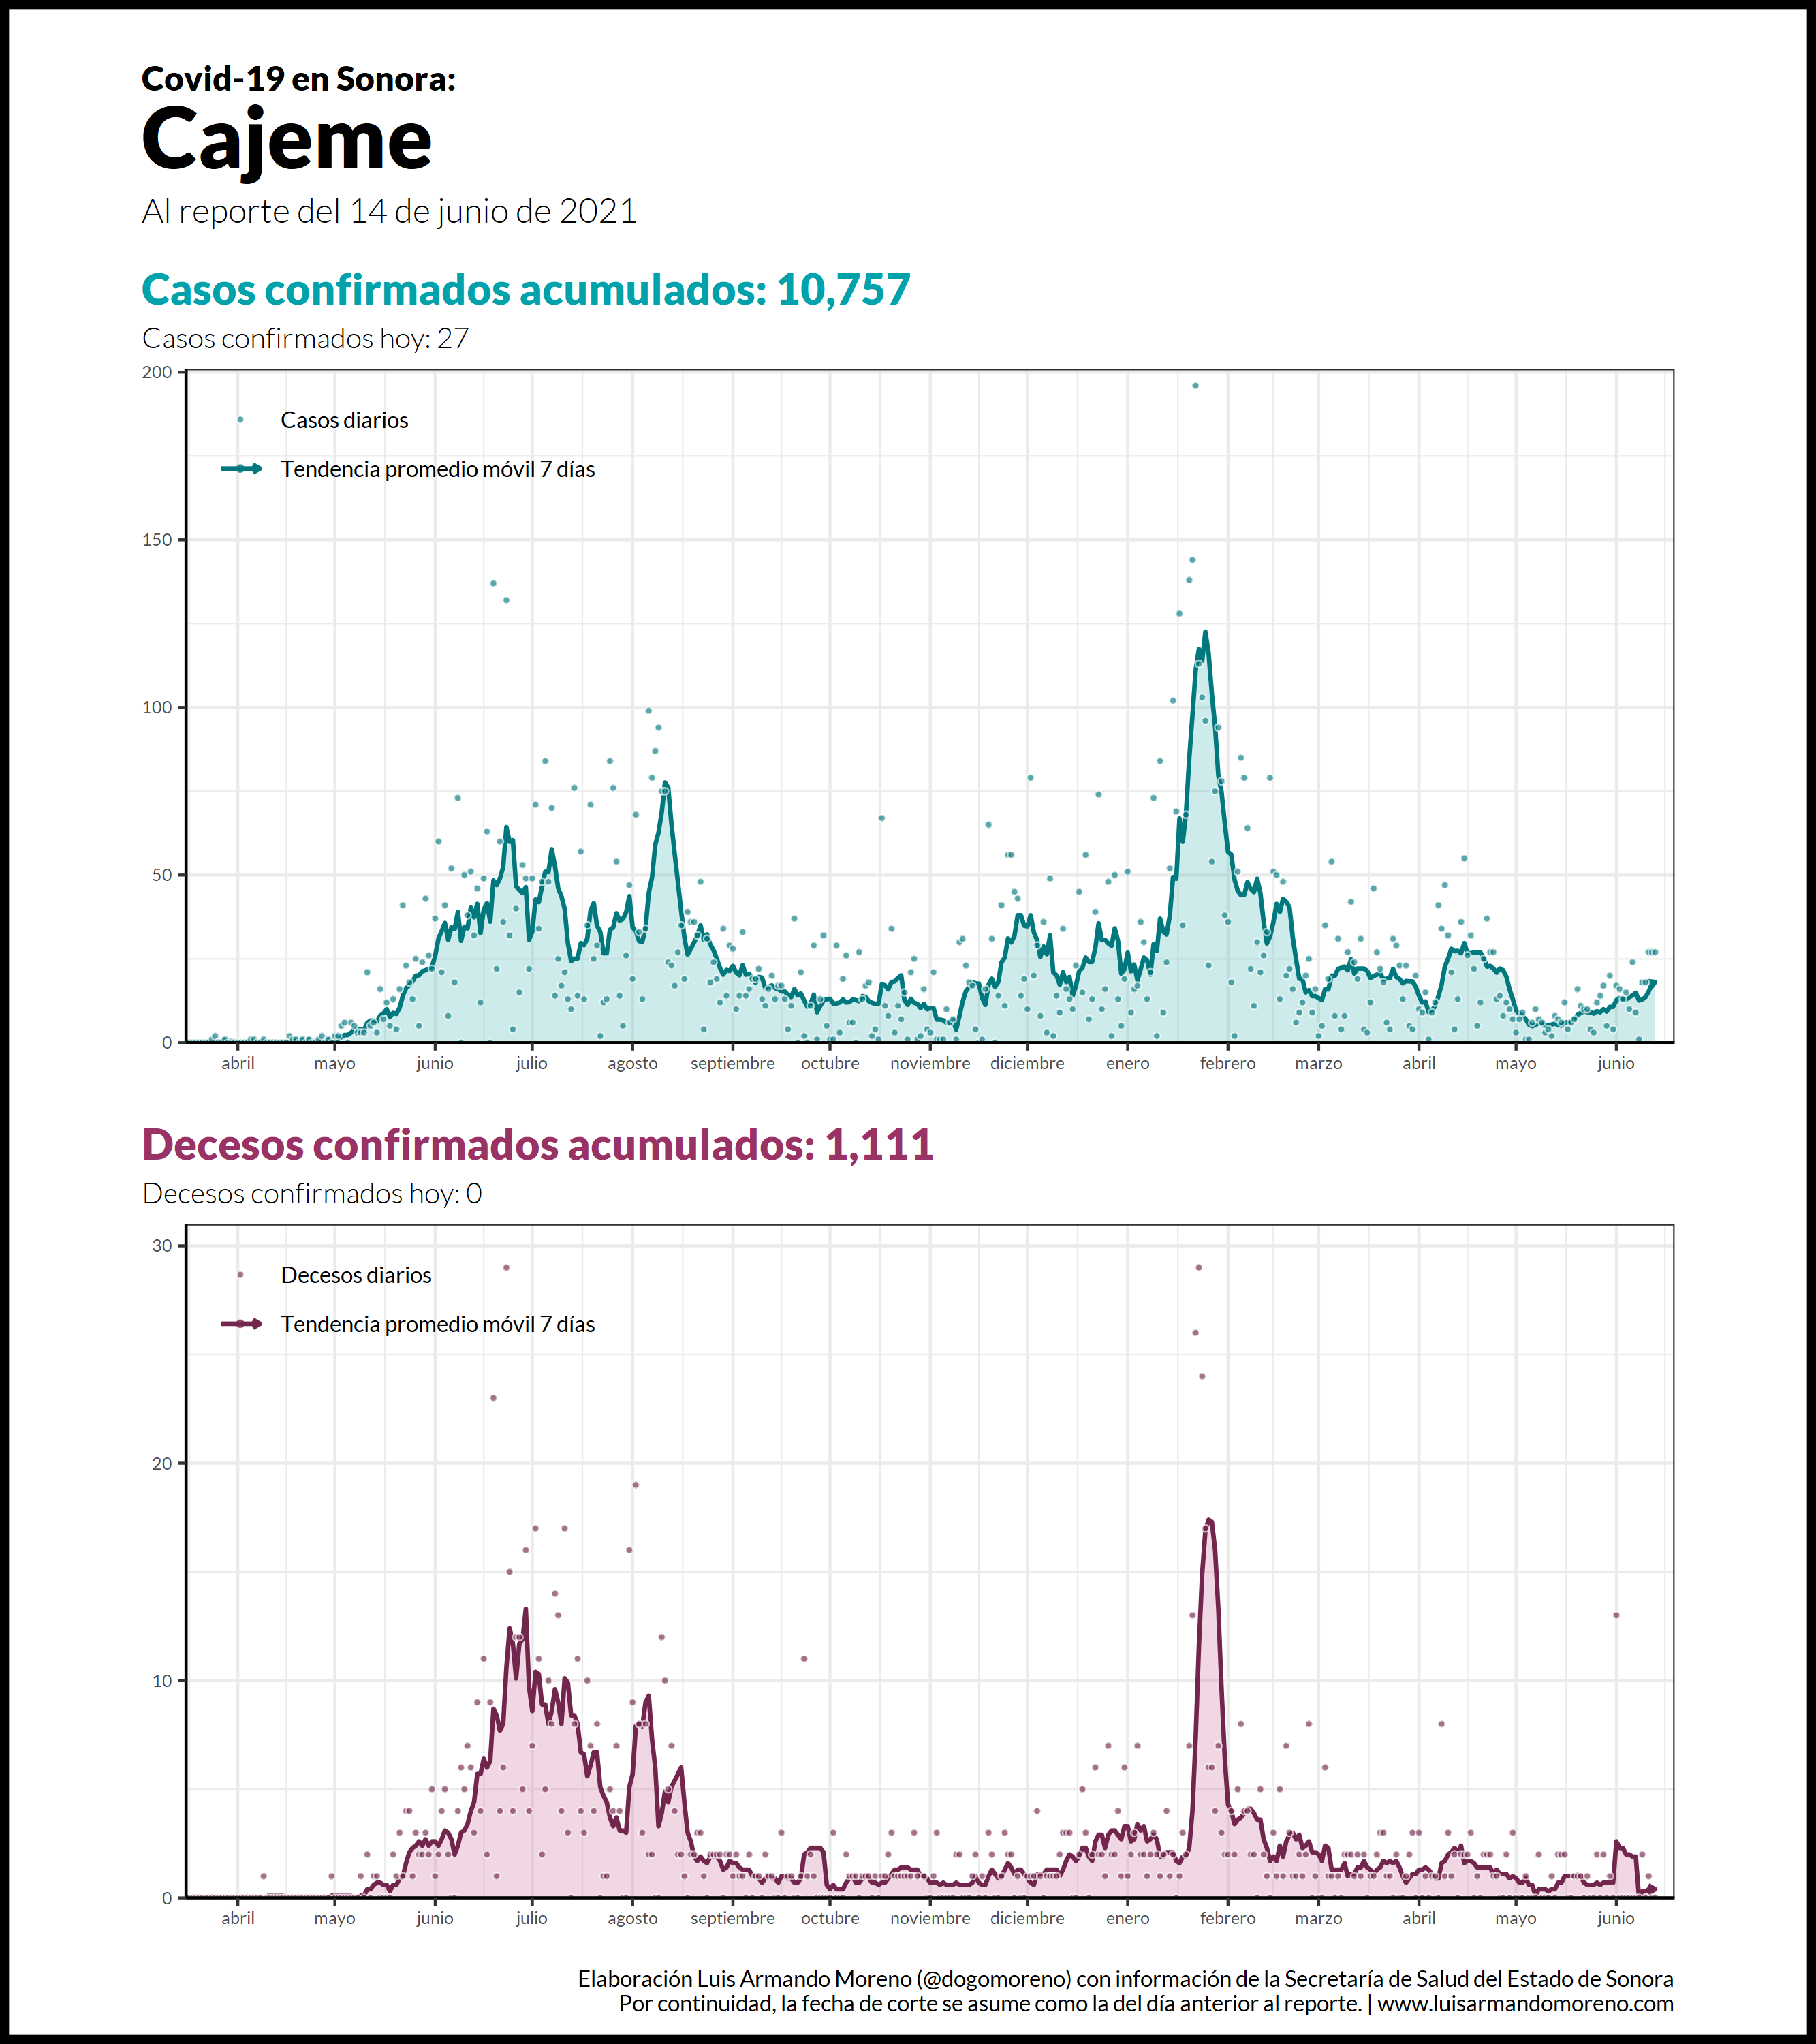 Covid-19 en Sonora:
Cajeme
Al reporte del 14 de junio de 2021
Casos confirmados acumulados: 10,757
Casos confirmados hoy: 27
200
Casos diarios
Tendencia promedio móvil 7 días
150
100
50
0
abril mayo junio julio agosto septiembre octubre noviembre diciembre enero febrero marzo abril mayo junio
Decesos confirmados acumulados: 1,111
Decesos confirmados hoy: 0
30
Decesos diarios
Tendencia promedio móvil 7 días
20
10
0
abril mayo junio julio agosto septiembre octubre noviembre diciembre enero febrero marzo abril mayo junio
Elaboración Luis Armando Moreno (@dogomoreno) con información de la Secretaría de Salud del Estado de Sonora
Por continuidad, la fecha de corte se asume como la del día anterior al reporte. | www.luisarmandomoreno.com